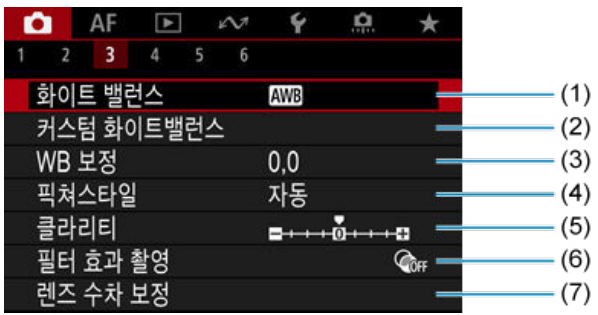 AF
1 2 3 4 5 6
화이트 밸런스 AWB (1)
커스텀 화이트밸런스 (2)
WB 보정 0,0 (3)
픽쳐스타일 자동 (4)
클라리티 0 (5)
필터 효과 촬영 OFF (6)
렌즈 수차 보정 (7)